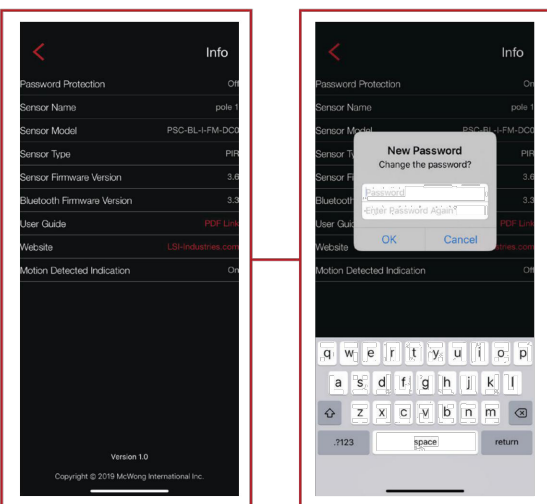 Info
Password Protection Off
Sensor Name pole 1
Sensor Model PSC-BL-I-FM-DC0
Sensor Type PIR
Sensor Firmware Version 3.6
Bluetooth Firmware Version 3.3
User Guide PDF Link
Website LSI-Industries.com
Motion Detected Indication On
Version 1.0
Copyright © 2019 McWong International Inc.
Info
Password Protection On
Sensor Name pole 1
Sensor Model PSC-BL-I-FM-DC0
New Password
Change the password?
Sensor Ty PIR
Sensor Fi 3.6
Password
Bluetooth 3.3
Enter Password Again
User Guid PDF Link
OK Cancel
Website stries.com
Motion Detected Indication Off
q w e r t y u i o p
a s d f g h j k l
z x c v b n m
.?123 space return